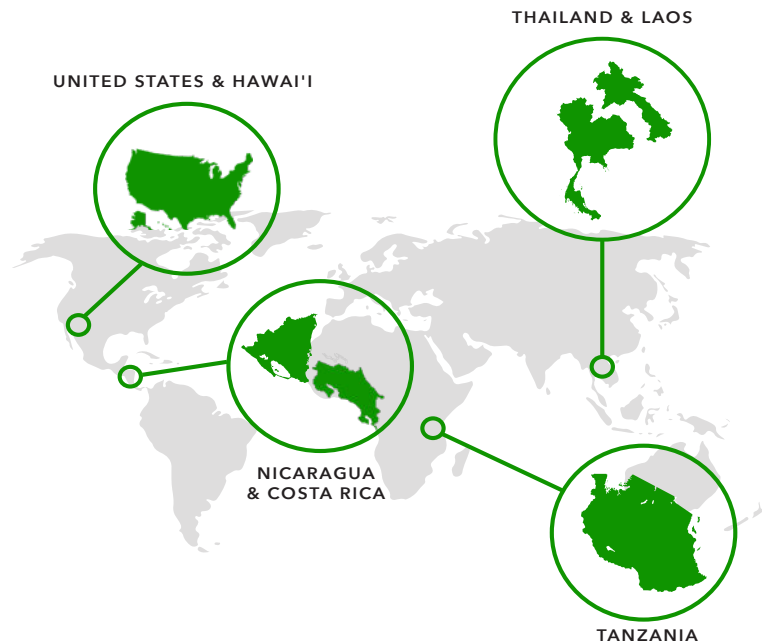 THAILAND & LAOS
UNITED STATES & HAWAI'I
NICARAGUA
& COSTA RICA
TANZANIA